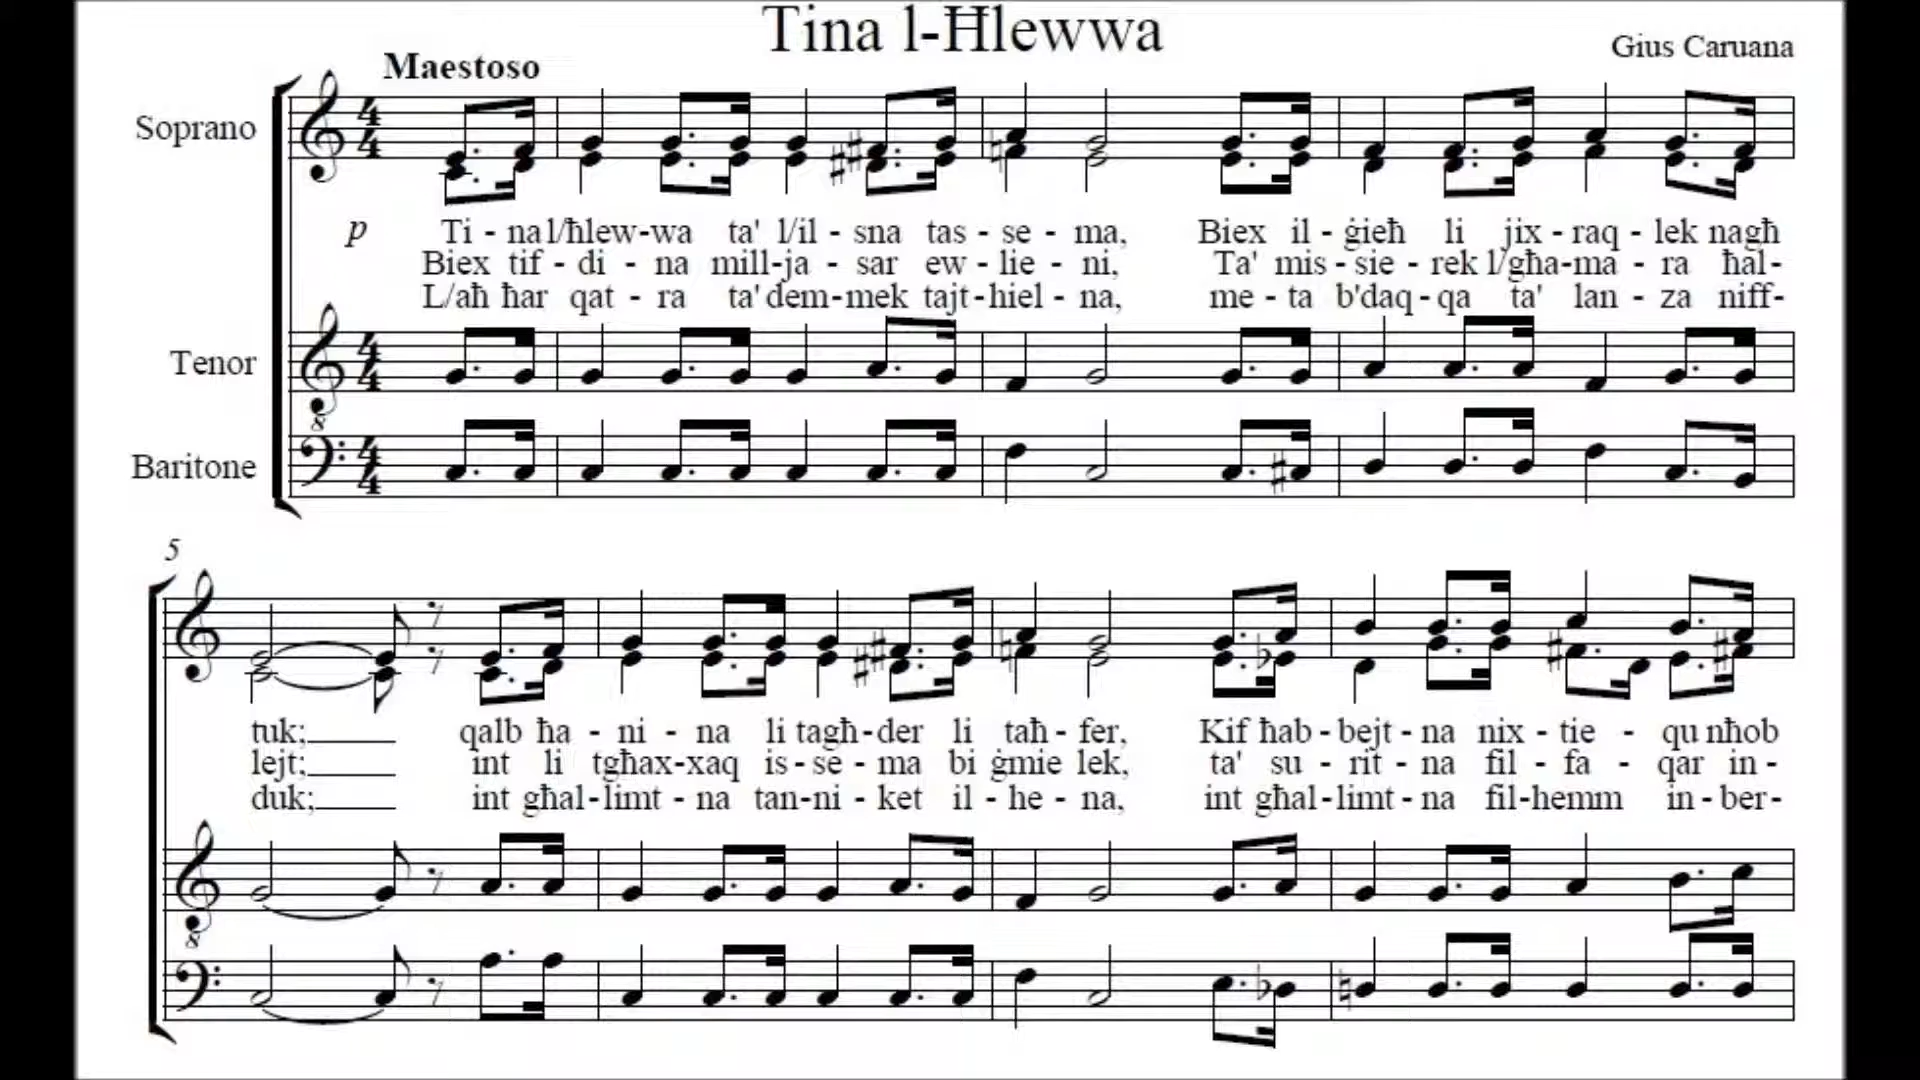 Tina l-Ħlewwa
Gius Caruana
Maestoso
Soprano
p
Ti - na l/ħlew-wa ta' l/il - sna tas - se - ma, Biex il - ġieħ li jix - raq - lek nagħ
Biex tif - di - na mill-ja - sar ew - lie - ni, Ta' mis - sie - rek l/għa-ma - ra ħal-
L/aħ ħar qat - ra ta' dem-mek tajt-hiel - na, me - ta b'daq - qa ta' lan - za niff-
Tenor
8
Baritone
5
tuk; qalb ħa - ni - na li tagħ-der li taħ - fer, Kif ħab - bejt - na nix - tie - qu nħob
lejt; int li tgħax-xaq is - se - ma bi ġmie lek, ta' su - rit - na fil - fa - qar in -
duk; int għal-limt - na tan-ni - ket il - he - na, int għal-limt - na fil-hemm in - ber-
8